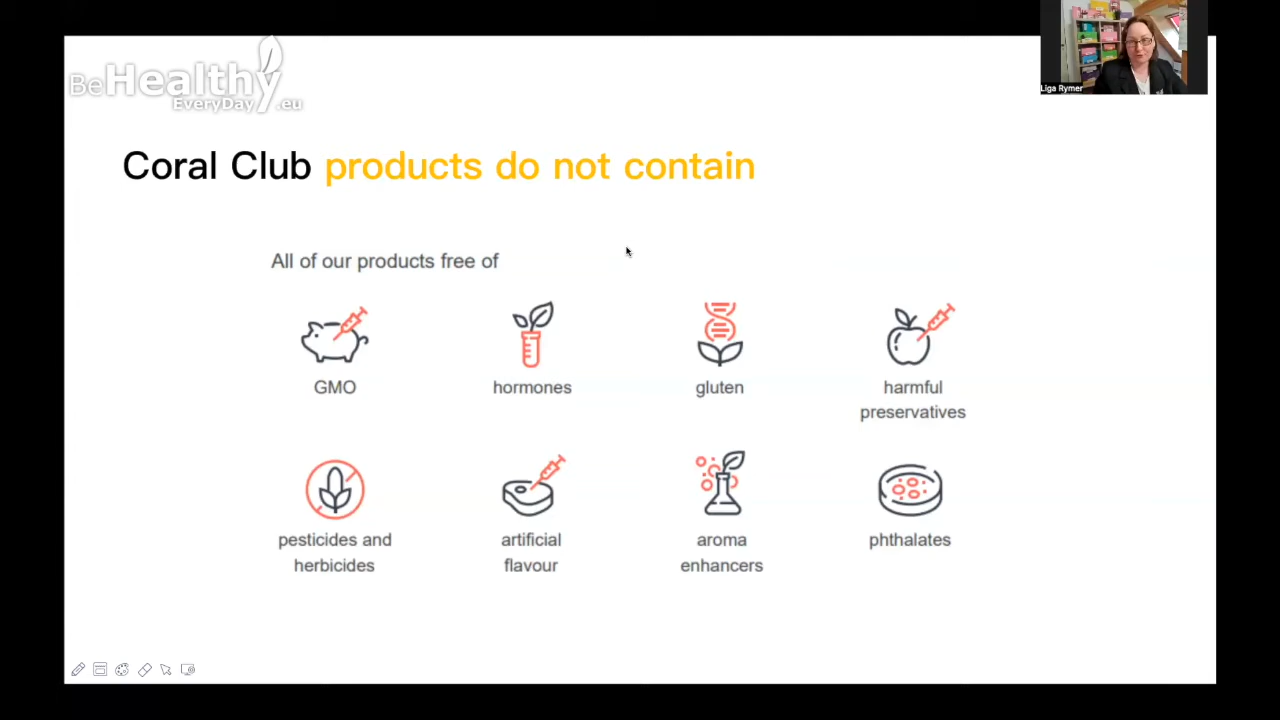 BeHealthy
EveryDay.eu
Liga Rymer
Coral Club products do not contain
All of our products free of
GMO
hormones
gluten
harmful
preservatives
pesticides and
herbicides
artificial
flavour
aroma
enhancers
phthalates